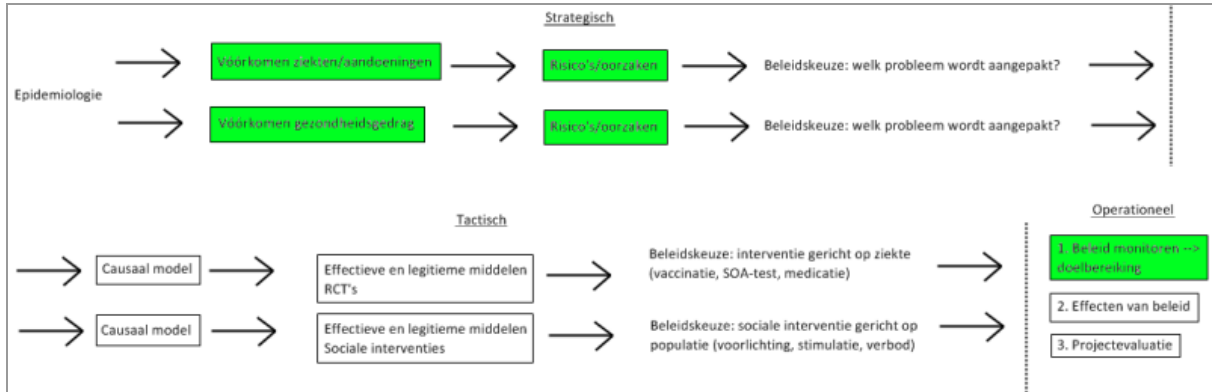 Strategisch
Vóórkomen ziekten/aandoeningen
Risico's/oorzaken
Beleidskeuze: welk probleem wordt aangepakt?
Epidemiologie
Vóórkomen gezondheidsgedrag
Risico's/oorzaken
Beleidskeuze: welk probleem wordt aangepakt?
Tactisch
Operationeel
Causaal model
Effectieve en legitieme middelen
RCT's
Beleidskeuze: interventie gericht op ziekte
(vaccinatie, SOA-test, medicatie)
1. Beleid monitoren -->
doelbereiking
Causaal model
Effectieve en legitieme middelen
Sociale interventies
Beleidskeuze: sociale interventie gericht op
populatie (voorlichting, stimulatie, verbod)
2. Effecten van beleid
3. Projectevaluatie